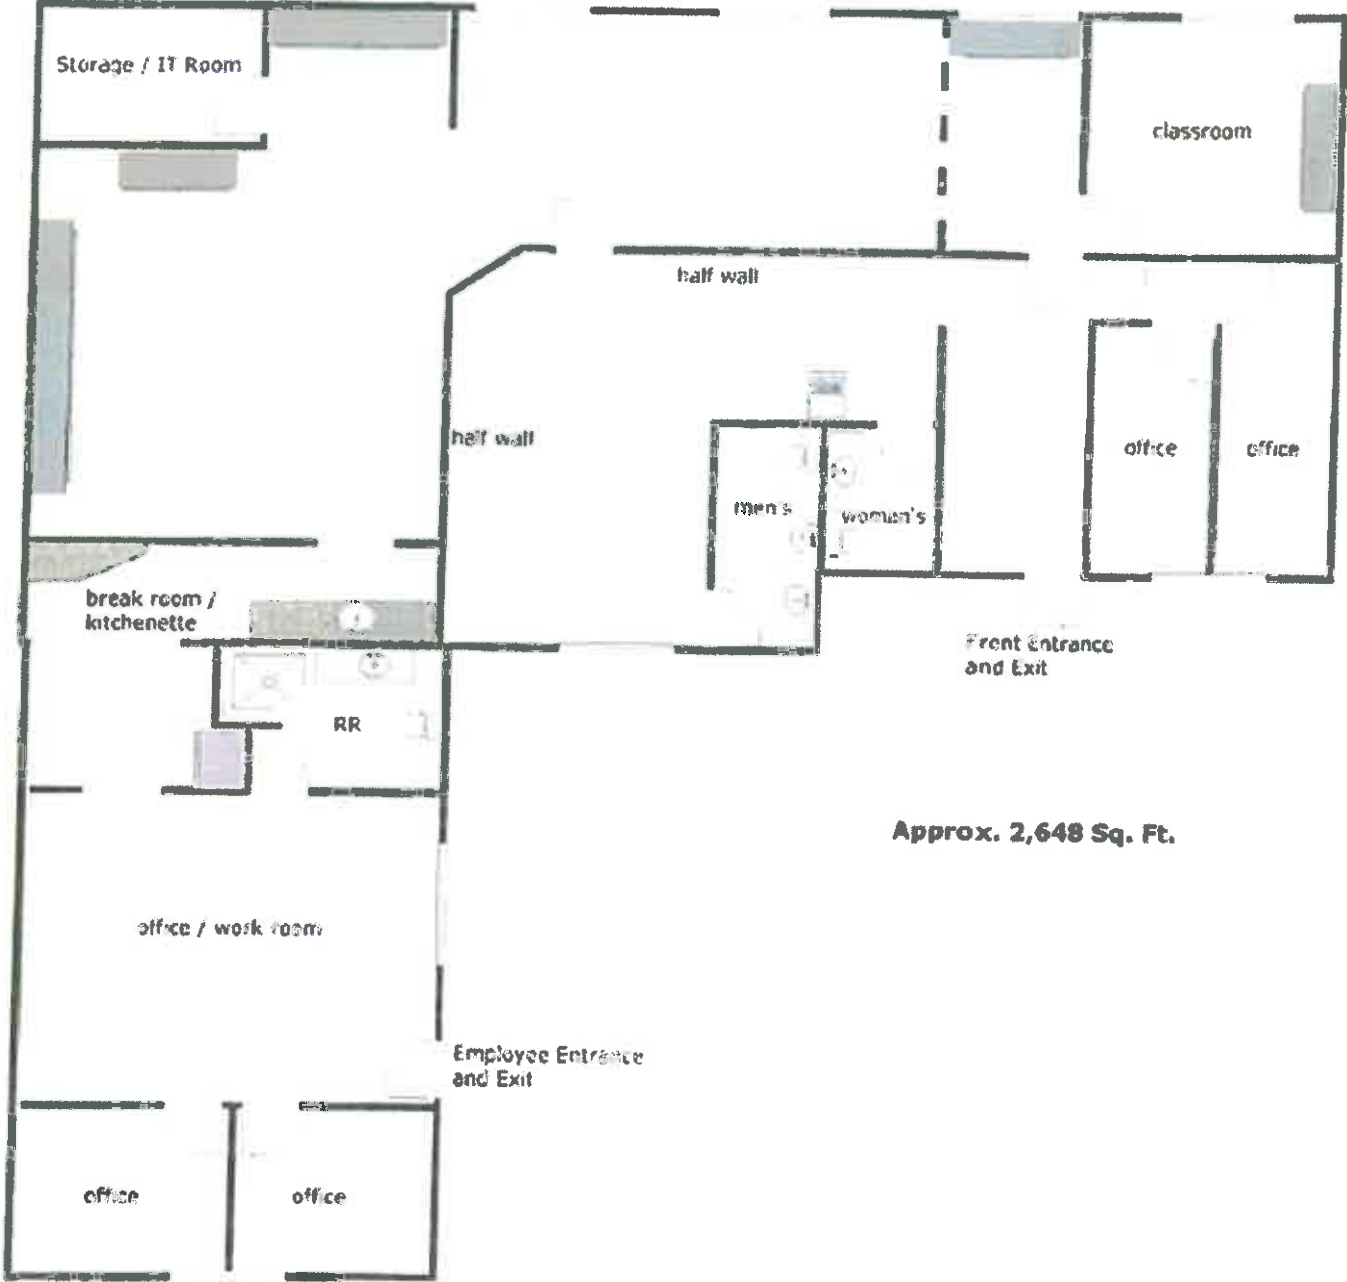 Storage / IT Room
classroom
half wall
half wall
office
office
men's
woman's
break room /
kitchenette
Front Entrance
and Exit
RR
Approx. 2,648 Sq. Ft.
office / work room
Employee Entrance
and Exit
office
office